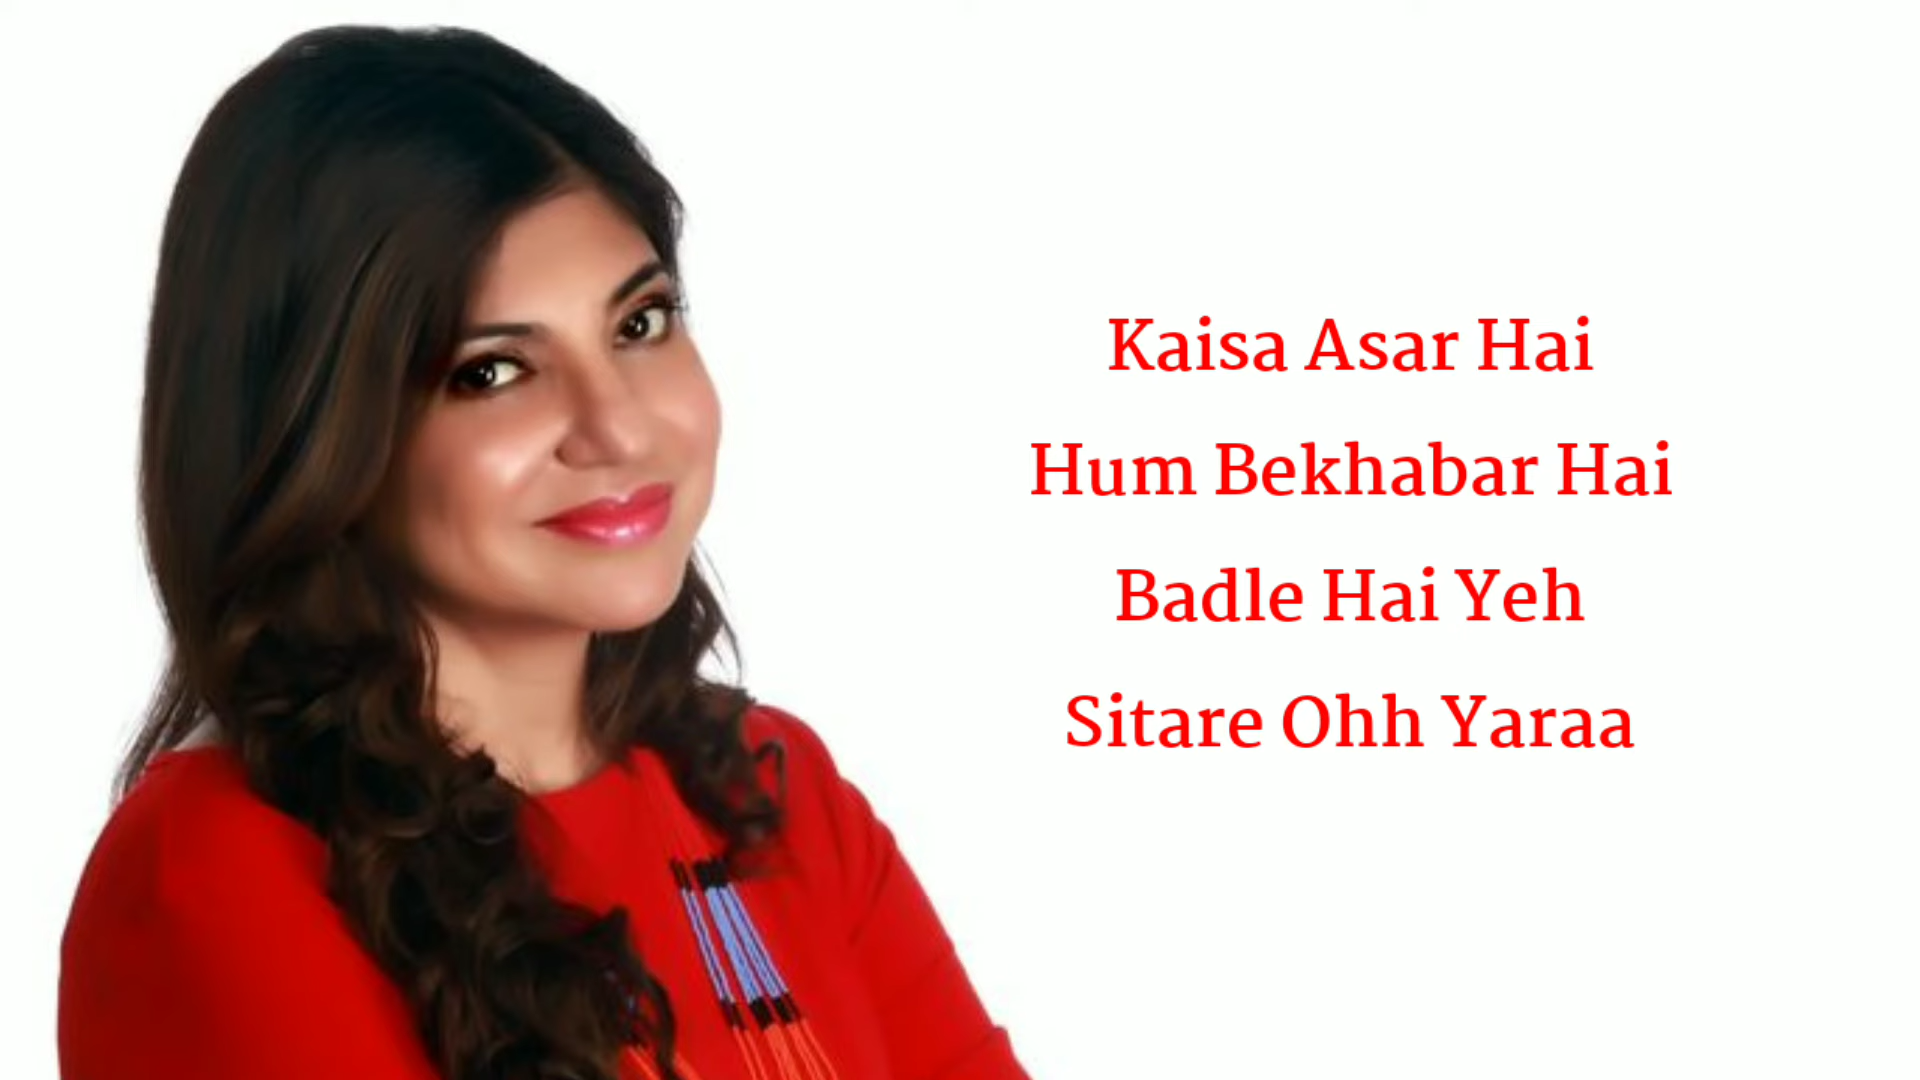 Kaisa Asar Hai
Hum Bekhabar Hai
Badle Hai Yeh
Sitare Ohh Yaraa